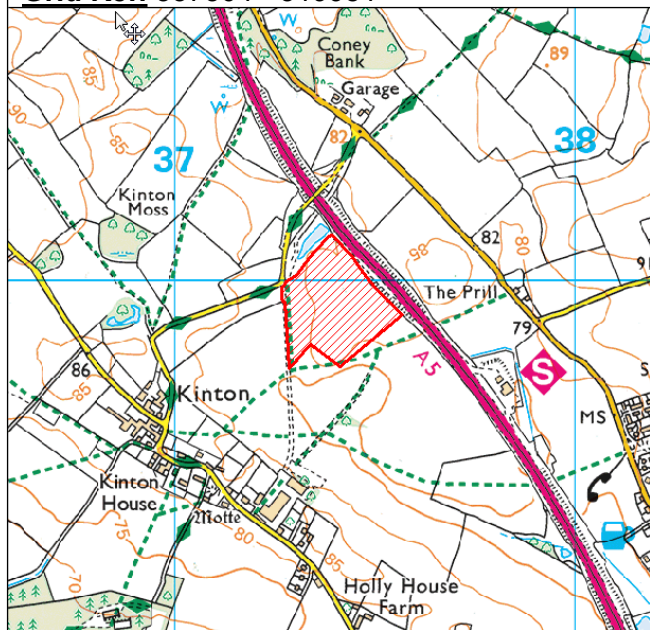 Coney
Bank
89
85
Garage
W
W
90
85
82
37
38
Kinton
Moss
82
80
85
The Prill
91
79
A5
86
85
S
Kinton
MS
Kinton
House
Motte
75
80
85
70
Holly House
Farm